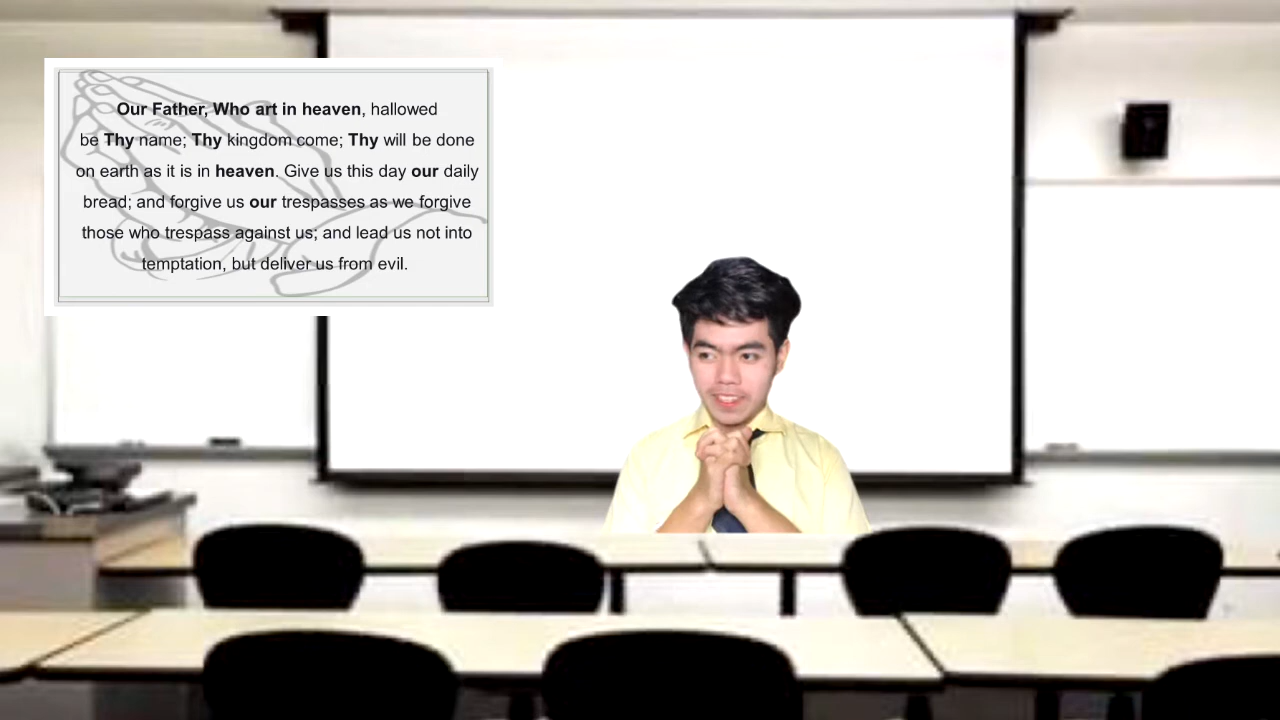 Our Father, Who art in heaven, hallowed
be Thy name; Thy kingdom come; Thy will be done
on earth as it is in heaven. Give us this day our daily
bread; and forgive us our trespasses as we forgive
those who trespass against us; and lead us not into
temptation, but deliver us from evil.